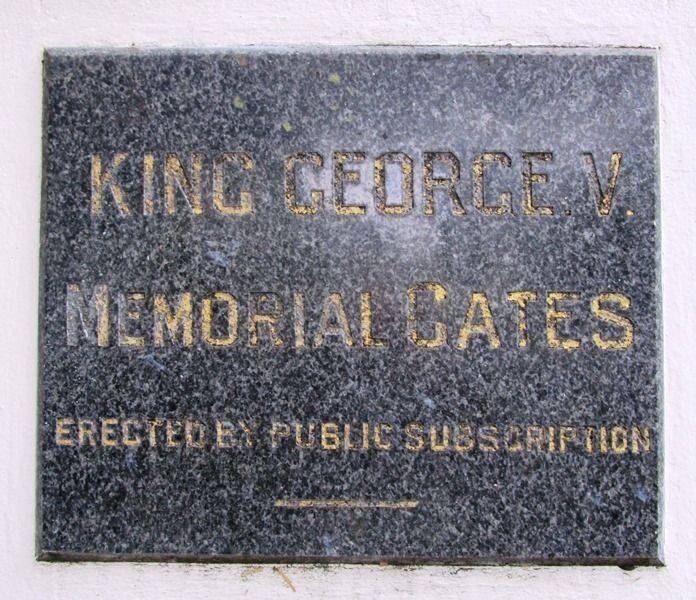 KING GEORGE. V.
MEMORIAL GATES
ERECTED BY PUBLIC SUBSCRIPTION